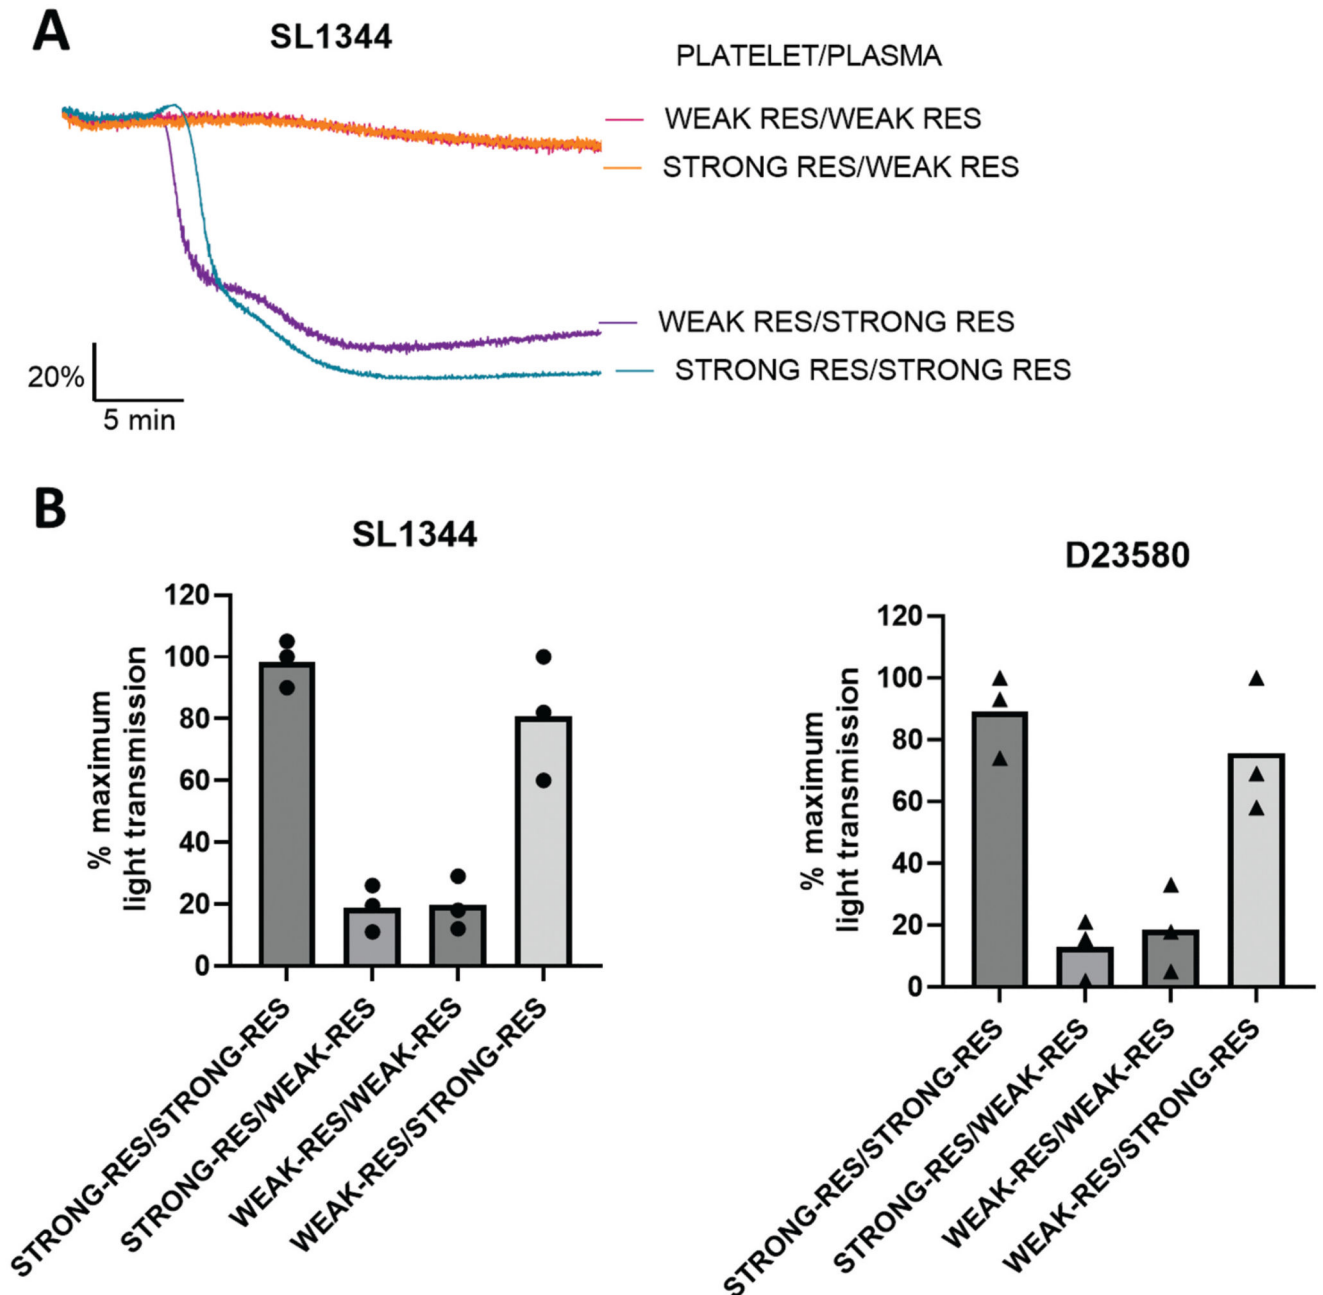 A
SL1344
PLATELET/PLASMA
WEAK RES/WEAK RES
STRONG RES/WEAK RES
WEAK RES/STRONG RES
STRONG RES/STRONG RES
20%
5 min
B
SL1344
% maximum
light transmission
120
100
80
60
40
20
0
STRONG-RES/STRONG-RES
STRONG-RES/WEAK-RES
WEAK-RES/WEAK-RES
WEAK-RES/STRONG-RES
D23580
% maximum
light transmission
120
100
80
60
40
20
0
STRONG-RES/STRONG-RES
STRONG-RES/WEAK-RES
WEAK-RES/WEAK-RES
WEAK-RES/STRONG-RES